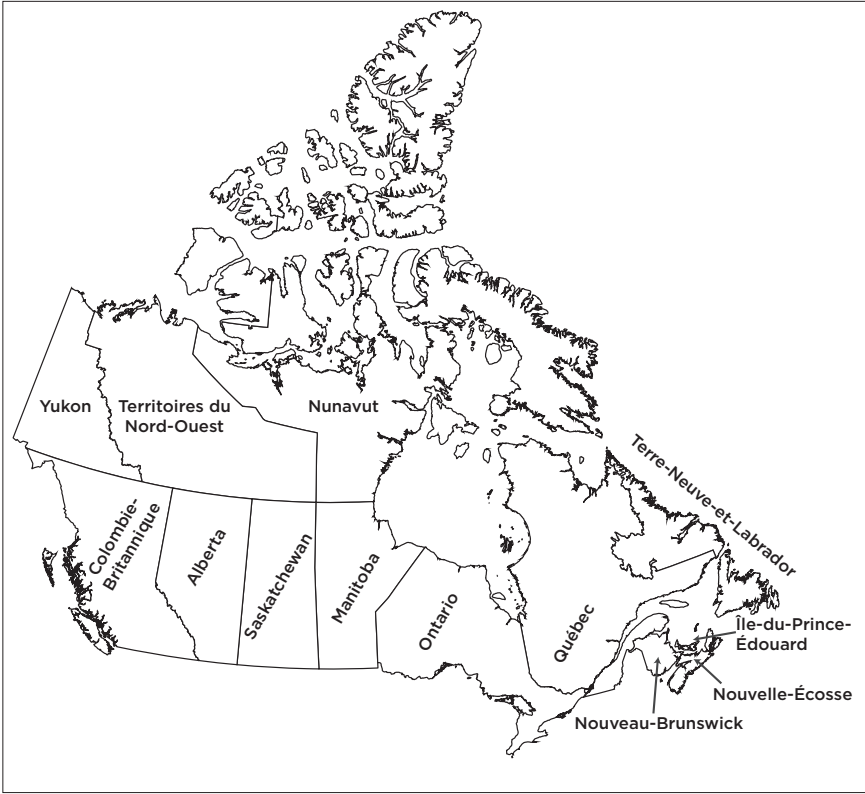 Yukon
Territoires du
Nord-Ouest
Nunavut
Terre-Neuve-et-Labrador
Colombie-
Britannique
Alberta
Saskatchewan
Manitoba
Ontario
Québec
Île-du-Prince-
Édouard
Nouvelle-Écosse
Nouveau-Brunswick